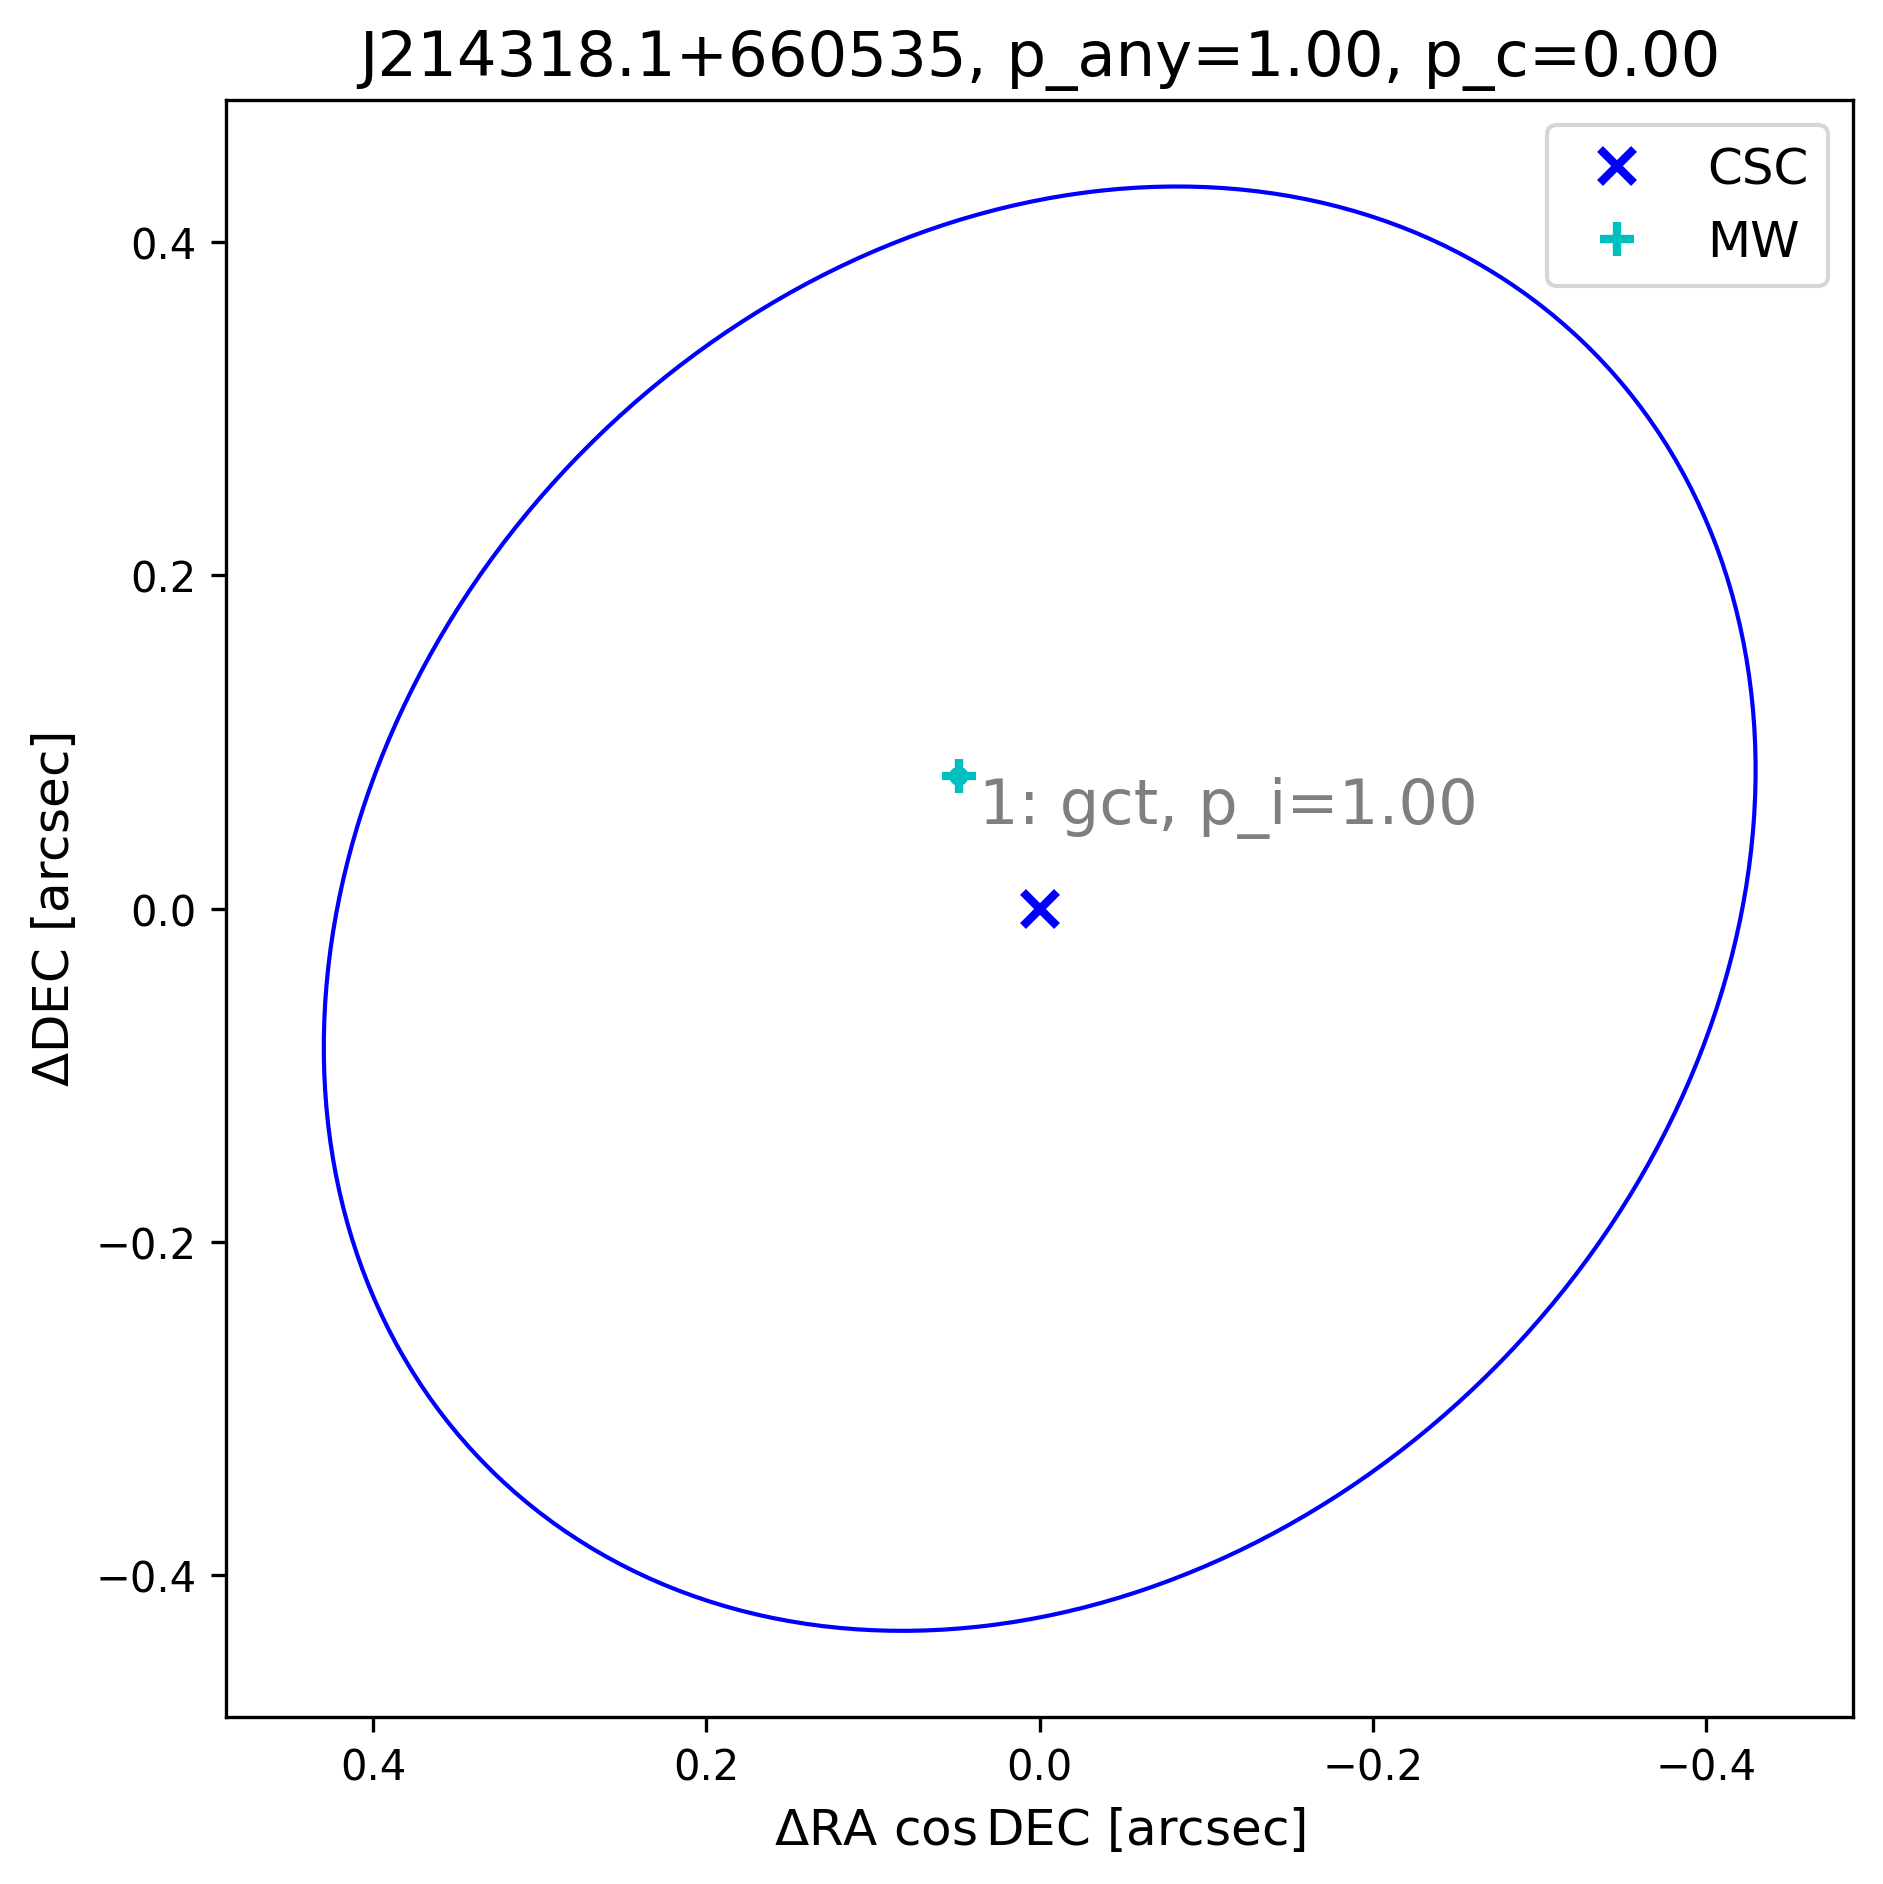 J214318.1+660535, p_any=1.00, p_c=0.00
CSC
MW
0.4
0.2
0.0
−0.2
−0.4
ΔDEC [arcsec]
1: gct, p_i=1.00
0.4 0.2 0.0 −0.2 −0.4
ΔRA cos DEC [arcsec]